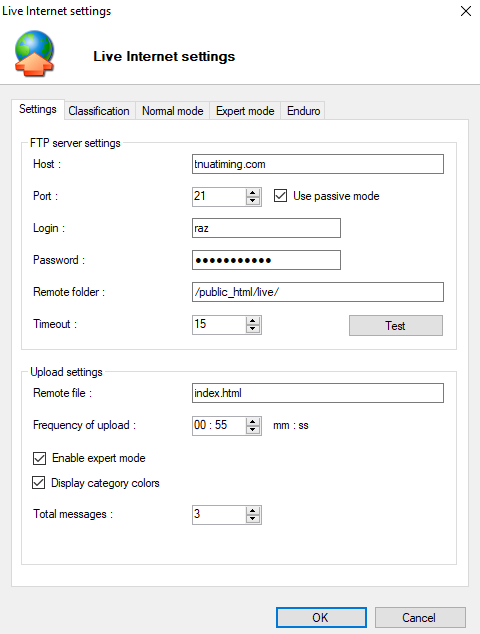 Live Internet settings
Live Internet settings
Settings Classification Normal mode Expert mode Enduro
FTP server settings
Host : tnuatiming.com
Port : 21 Use passive mode
Login : raz
Password : ●●●●●●●●●●●
Remote folder : /public_html/live/
Timeout : 15 Test
Upload settings
Remote file : index.html
Frequency of upload : 00 : 55 mm : ss
Enable expert mode
Display category colors
Total messages : 3
OK Cancel